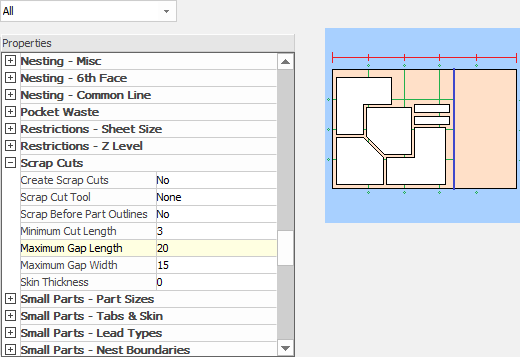 All
Properties
Nesting - Misc
Nesting - 6th Face
Nesting - Common Line
Pocket Waste
Restrictions - Sheet Size
Restrictions - Z Level
Scrap Cuts
Create Scrap Cuts No
Scrap Cut Tool None
Scrap Before Part Outlines No
Minimum Cut Length 3
Maximum Gap Length 20
Maximum Gap Width 15
Skin Thickness 0
Small Parts - Part Sizes
Small Parts - Tabs & Skin
Small Parts - Lead Types
Small Parts - Nest Boundaries